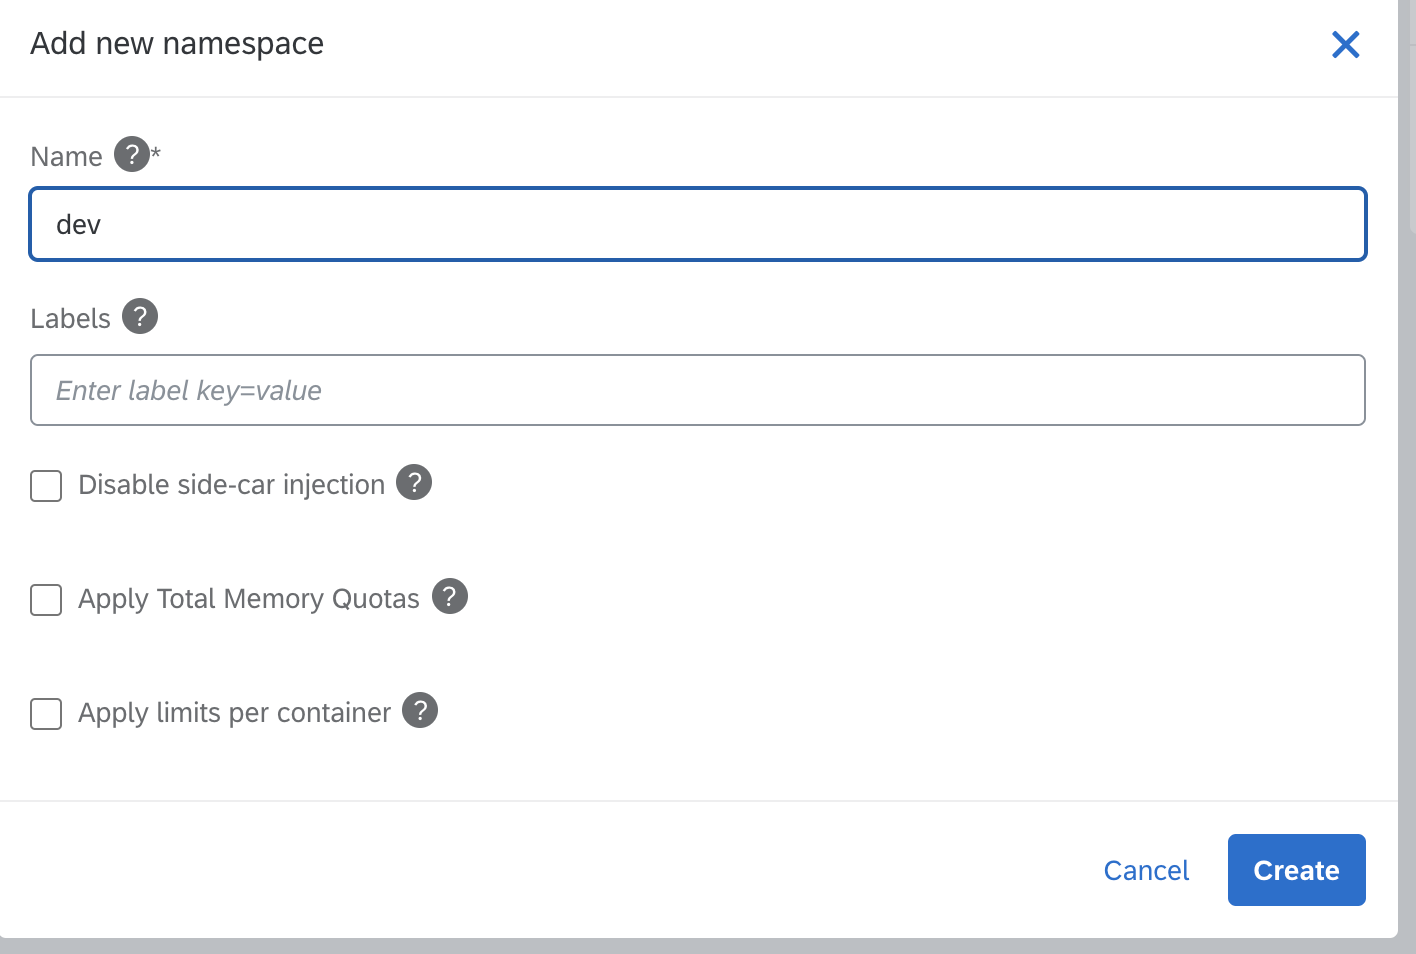 Add new namespace
Name ?*
dev
Labels ?
Enter label key=value
Disable side-car injection ?
Apply Total Memory Quotas ?
Apply limits per container ?
Cancel Create